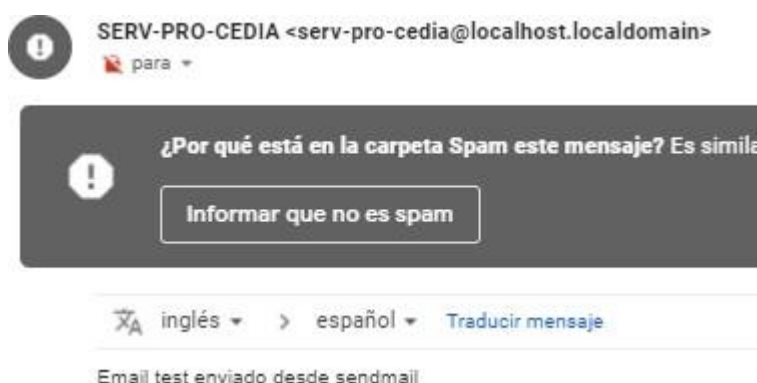 SERV-PRO-CEDIA <serv-pro-cedia@localhost.localdomain>
para
¿Por qué está en la carpeta Spam este mensaje? Es simila
Informar que no es spam
inglés > español Traducir mensaje
Email test enviado desde sendmail